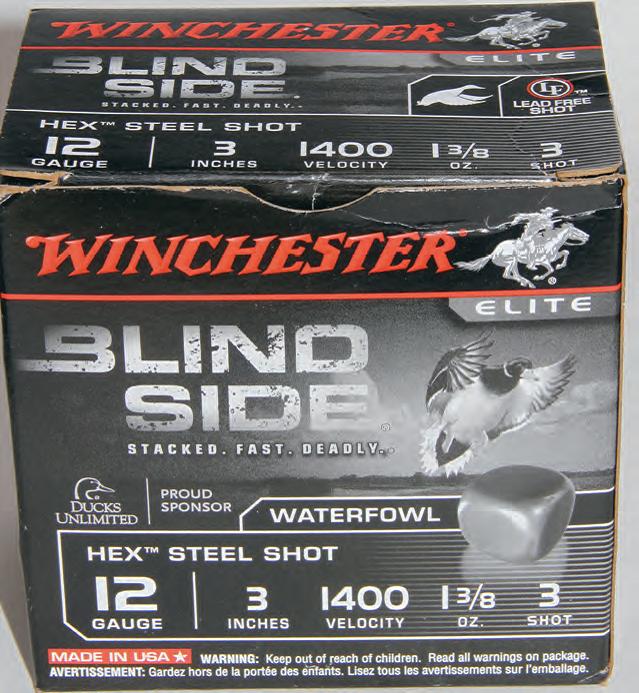 WINCHESTER
ELITE
BLIND
SIDE
STACKED. FAST. DEADLY.™
LF™
LEAD FREE
SHOT
HEX™ STEEL SHOT
12 3 1400 1 3/8 3
GAUGE INCHES VELOCITY OZ. SHOT
WINCHESTER®
ELITE
BLIND
SIDE®
STACKED. FAST. DEADLY.™
DUCKS
UNLIMITED
PROUD
SPONSOR
WATERFOWL
HEX™ STEEL SHOT
12 3 1400 1 3/8 3
GAUGE INCHES VELOCITY OZ. SHOT
MADE IN USA ★ WARNING: Keep out of reach of children. Read all warnings on package.
AVERTISSEMENT: Gardez hors de la portée des enfants. Lisez tous les avertissements sur l'emballage.